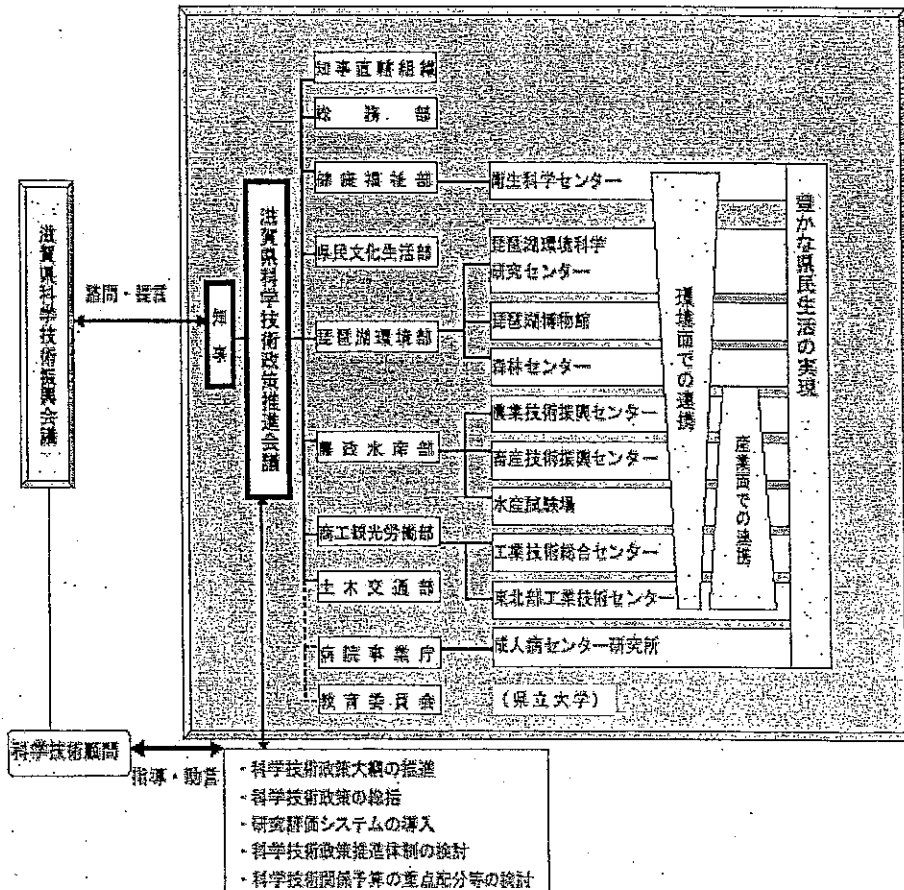 滋賀県科学技術振興会議
諮問・提言
知事
滋賀県科学技術政策推進会議
知事直轄組織
総務部
健康福祉部
県民文化生活部
琵琶湖環境部
農政水産部
商工観光労働部
土木交通部
病院事業庁
教育委員会
衛生科学センター
琵琶湖環境科学
研究センター
琵琶湖博物館
森林センター
農業技術振興センター
畜産技術振興センター
水産試験場
工業技術総合センター
東北部工業技術センター
成人病センター研究所
(県立大学)
環境面での連携
産業面での連携
豊かな県民生活の実現
科学技術顧問
指導・助言
・科学技術政策大綱の推進
・科学技術政策の総括
・研究評価システムの導入
・科学技術政策推進体制の検討
・科学技術関係予算の重点配分等の検討